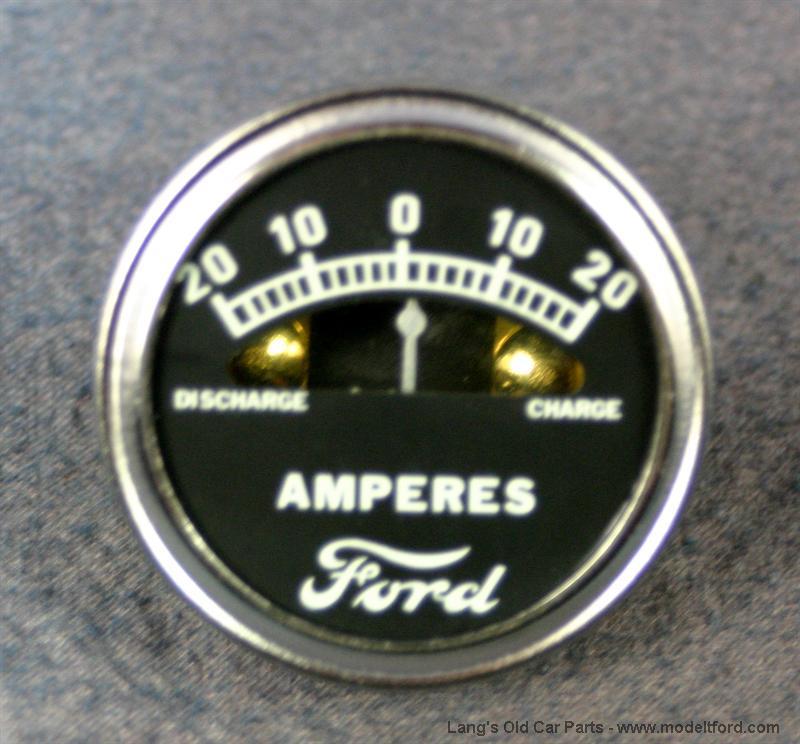 20 10 0 10 20
DISCHARGE CHARGE
AMPERES
Ford
Lang's Old Car Parts - www.modeltford.com